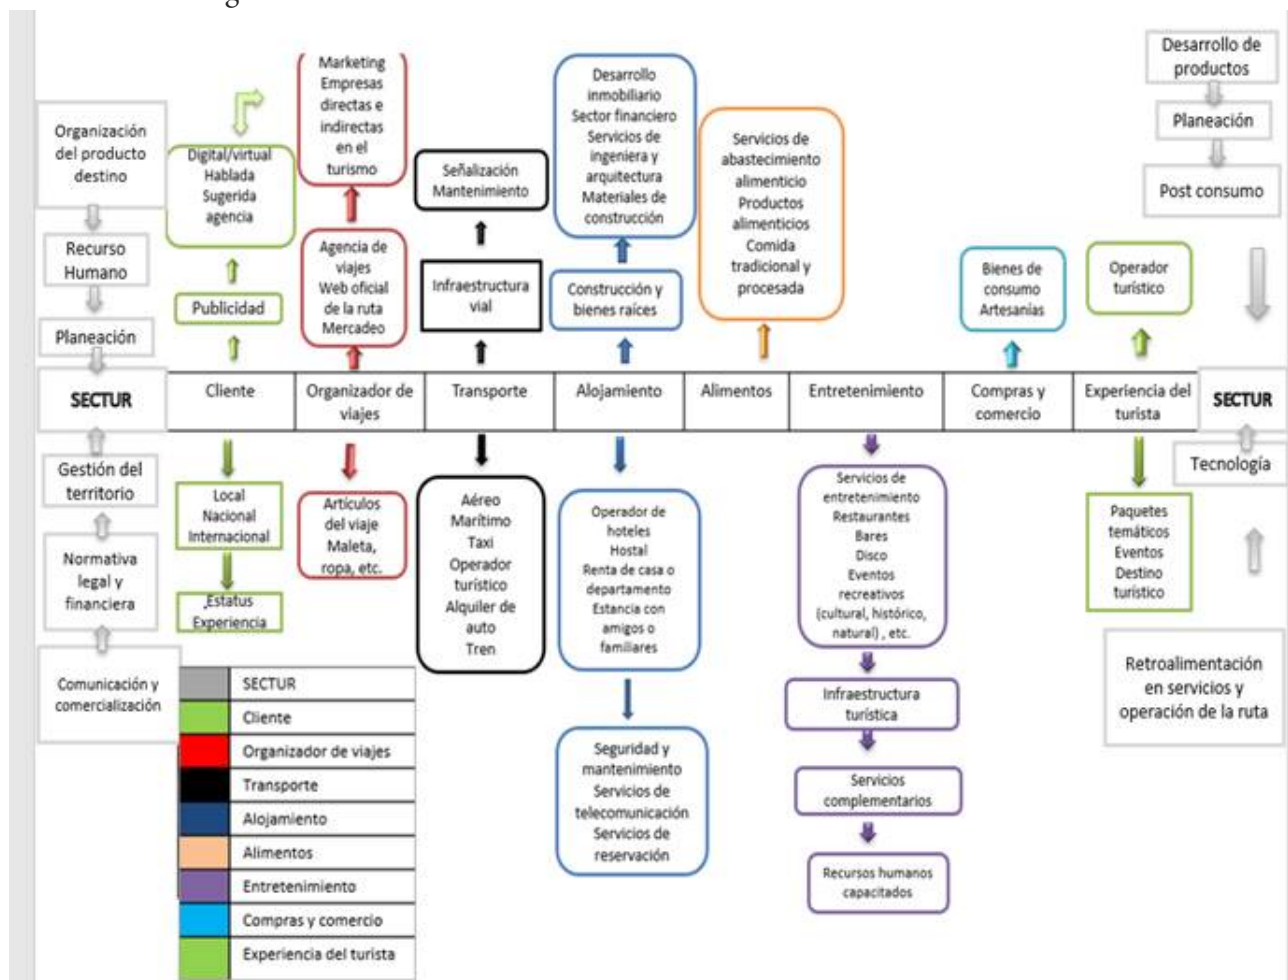 Organización
del producto
destino
Recurso
Humano
Planeación
Digital/virtual
Hablada
Sugerida
agencia
Publicidad
Marketing
Empresas
directas e
indirectas
en el
turismo
Agencia de
viajes
Web oficial
de la ruta
Mercadeo
Señalización
Mantenimiento
Infraestructura
vial
Desarrollo
inmobiliario
Sector financiero
Servicios de
ingeniera y
arquitectura
Materiales de
construcción
Construcción y
bienes raíces
Servicios de
abastecimiento
alimenticio
Productos
alimenticios
Comida
tradicional y
procesada
Bienes de
consumo
Artesanías
Operador
turístico
Desarrollo de
productos
Planeación
Post consumo
SECTUR
Cliente
Organizador de
viajes
Transporte
Alojamiento
Alimentos
Entretenimiento
Compras y
comercio
Experiencia del
turista
SECTUR
Gestión del
territorio
Normativa
legal y
financiera
Comunicación y
comercialización
Local
Nacional
Internacional
Estatus
Experiencia
Artículos
del viaje
Maleta,
ropa, etc.
Aéreo
Marítimo
Taxi
Operador
turístico
Alquiler de
auto
Tren
Operador de
hoteles
Hostal
Renta de casa o
departamento
Estancia con
amigos o
familiares
Seguridad y
mantenimiento
Servicios de
telecomunicación
Servicios de
reservación
Servicios de
entretenimiento
Restaurantes
Bares
Disco
Eventos
recreativos
(cultural, histórico,
natural) , etc.
Infraestructura
turística
Servicios
complementarios
Recursos humanos
capacitados
Paquetes
temáticos
Eventos
Destino
turístico
Tecnología
Retroalimentación
en servicios y
operación de la ruta
SECTUR
Cliente
Organizador de viajes
Transporte
Alojamiento
Alimentos
Entretenimiento
Compras y comercio
Experiencia del turista